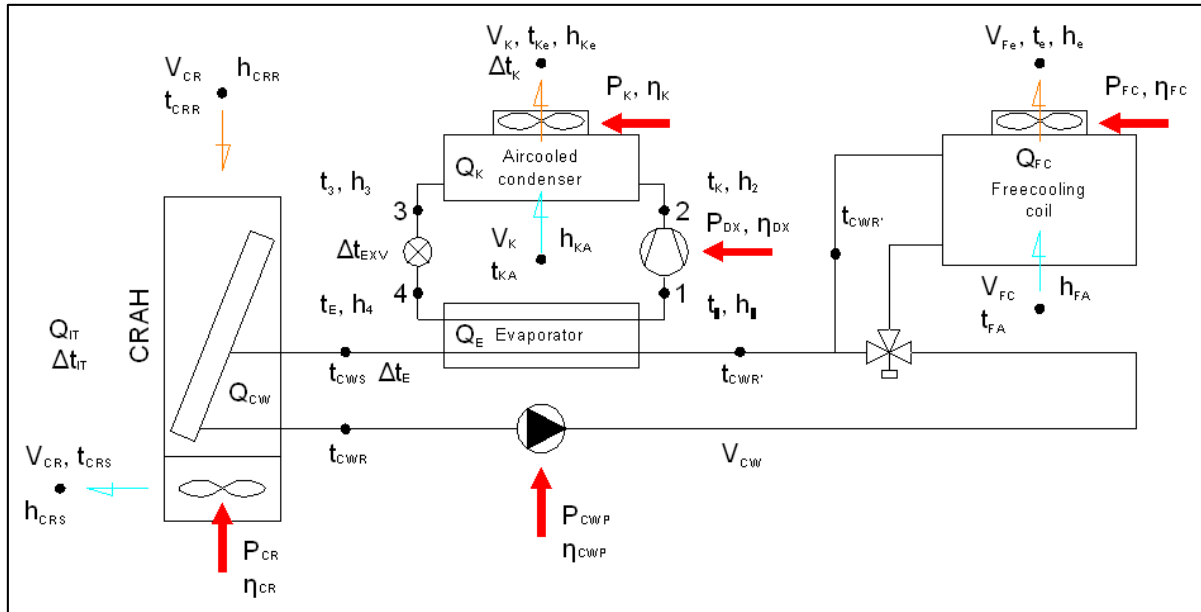 V_K, t_Ke, h_Ke
Δt_K
V_Fe, t_e, h_e
V_CR h_CRR
t_CRR
P_K, η_K
P_FC, η_FC
Q_K Aircooled
condenser
Q_FC
Freecooling
coil
t_3, h_3
t_K, h_2
3
2
P_DX, η_DX
t_CWR'
Δt_EXV
V_K h_KA
t_KA
4
1
V_FC h_FA
t_FA
t_E, h_4
CRAH
Q_IT
Δt_IT
Q_E Evaporator
t_CWS Δt_E
t_CWR'
Q_CW
t_CWR
V_CW
V_CR, t_CRS
h_CRS
P_CR
η_CR
P_CWP
η_CWP